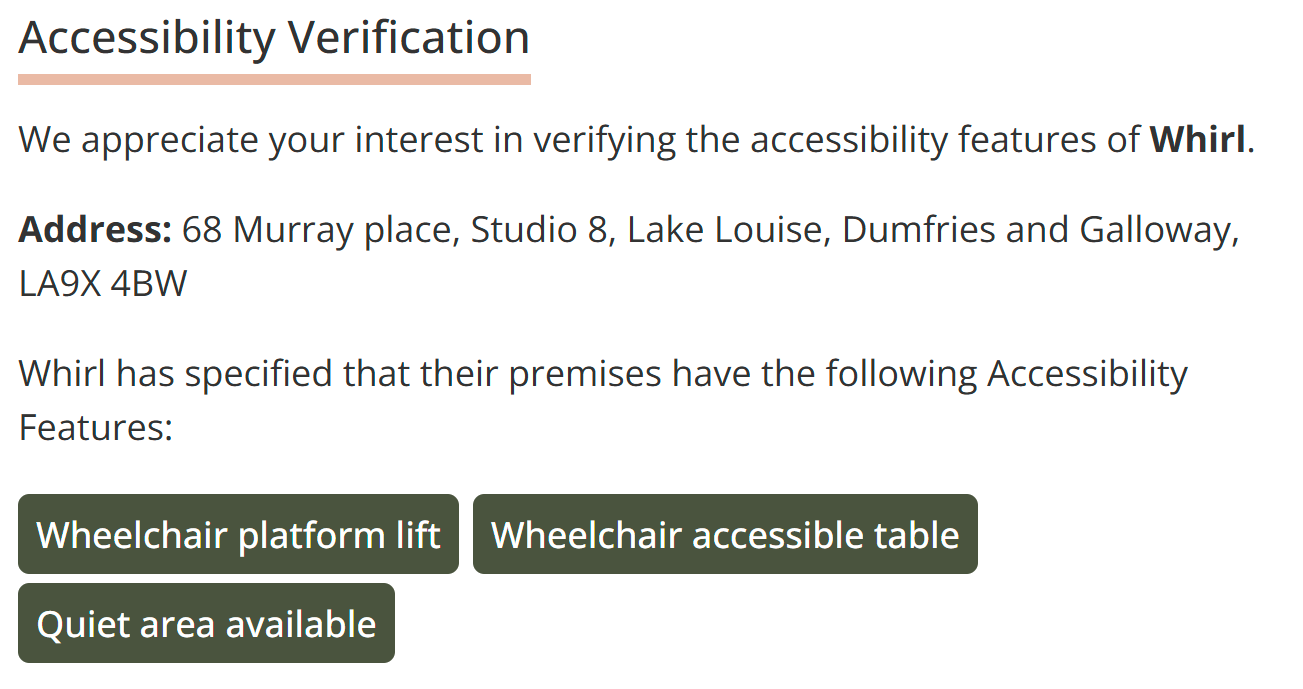 Accessibility Verification
We appreciate your interest in verifying the accessibility features of Whirl.
Address: 68 Murray place, Studio 8, Lake Louise, Dumfries and Galloway,
LA9X 4BW
Whirl has specified that their premises have the following Accessibility
Features:
Wheelchair platform lift Wheelchair accessible table
Quiet area available